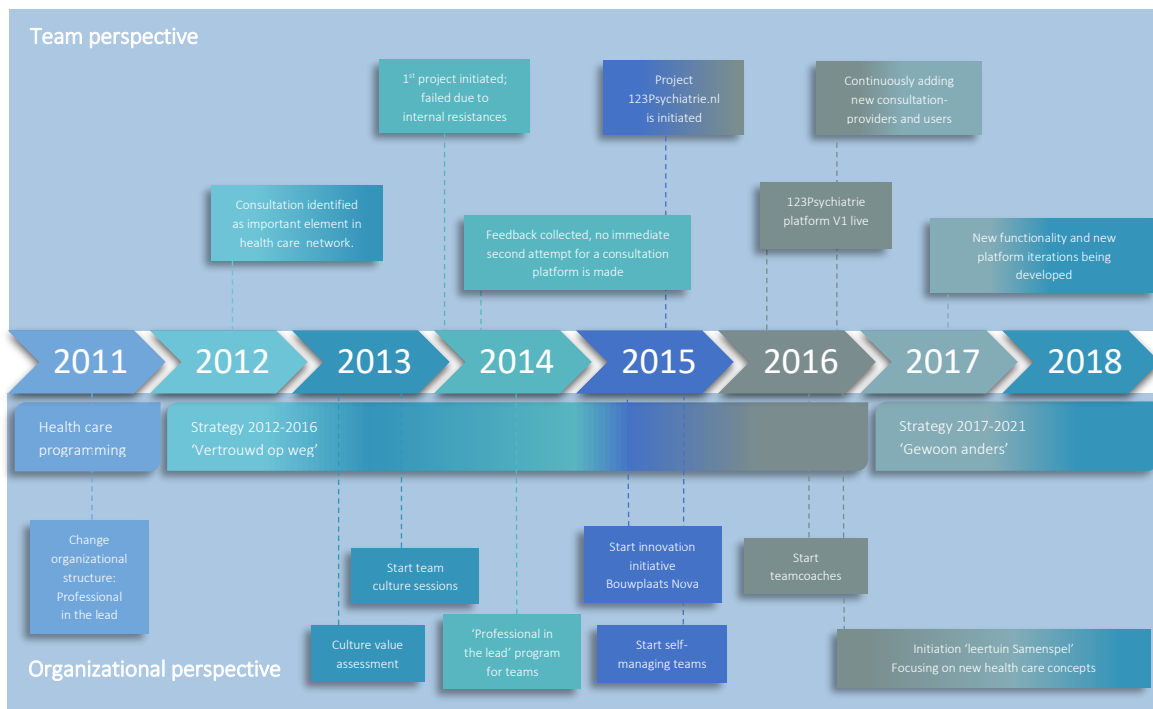 Team perspective
1st project initiated;
failed due to
internal resistances
Project
123Psychiatrie.nl
is initiated
Continuously adding
new consultation-
providers and users
Consultation identified
as important element in
health care network.
Feedback collected, no immediate
second attempt for a consultation
platform is made
123Psychiatrie
platform V1 live
New functionality and new
platform iterations being
developed
2011
2012
2013
2014
2015
2016
2017
2018
Health care
programming
Strategy 2012-2016
'Vertrouwd op weg'
Strategy 2017-2021
'Gewoon anders'
Change
organizational
structure:
Professional
in the lead
Start team
culture sessions
Start innovation
initiative
Bouwplaats Nova
Start
teamcoaches
Culture value
assessment
'Professional in
the lead' program
for teams
Start self-
managing teams
Initiation 'leertuin Samenspel'
Focusing on new health care concepts
Organizational perspective